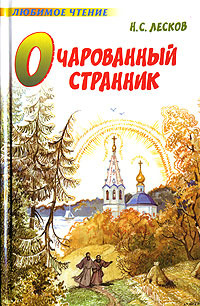 ЛЮБИМОЕ ЧТЕНИЕ
Н.С. ЛЕСКОВ
ОЧАРОВАННЫЙ
СТРАННИК